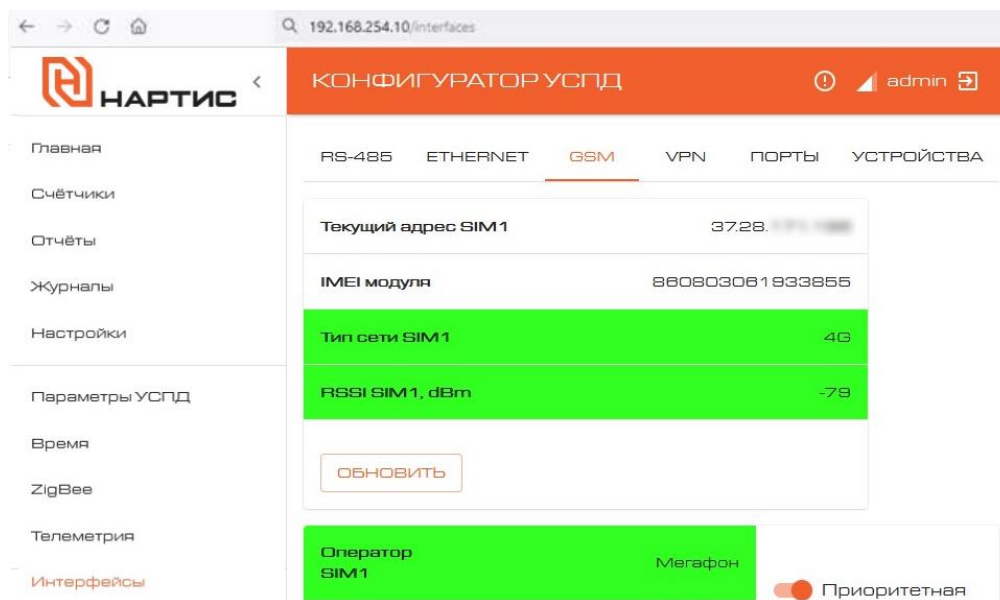 192.168.254.10/interfaces
НАРТИС
КОНФИГУРАТОР УСПД
admin
Главная
Счётчики
Отчёты
Журналы
Настройки
Параметры УСПД
Время
ZigBee
Телеметрия
Интерфейсы
RS-485 ETHERNET GSM VPN ПОРТЫ УСТРОЙСТВА
Текущий адрес SIM1 37.28.
IMEI модуля 860803061933855
Тип сети SIM1 4G
RSSI SIM1, dBm -79
ОБНОВИТЬ
Оператор
SIM1
Мегафон
Приоритетная